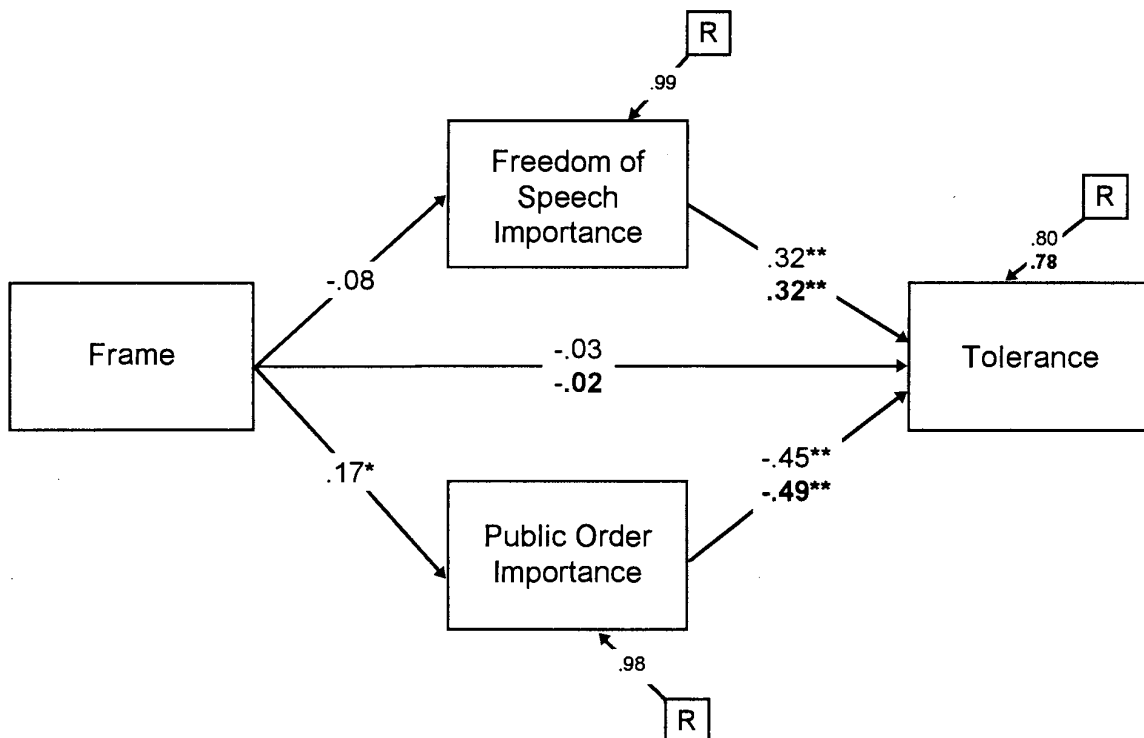 R
.99
Freedom of
Speech
Importance
R
.80
.78
.32**
.32**
-.08
Frame
-.03
-.02
Tolerance
.17*
-.45**
-.49**
Public Order
Importance
.98
R